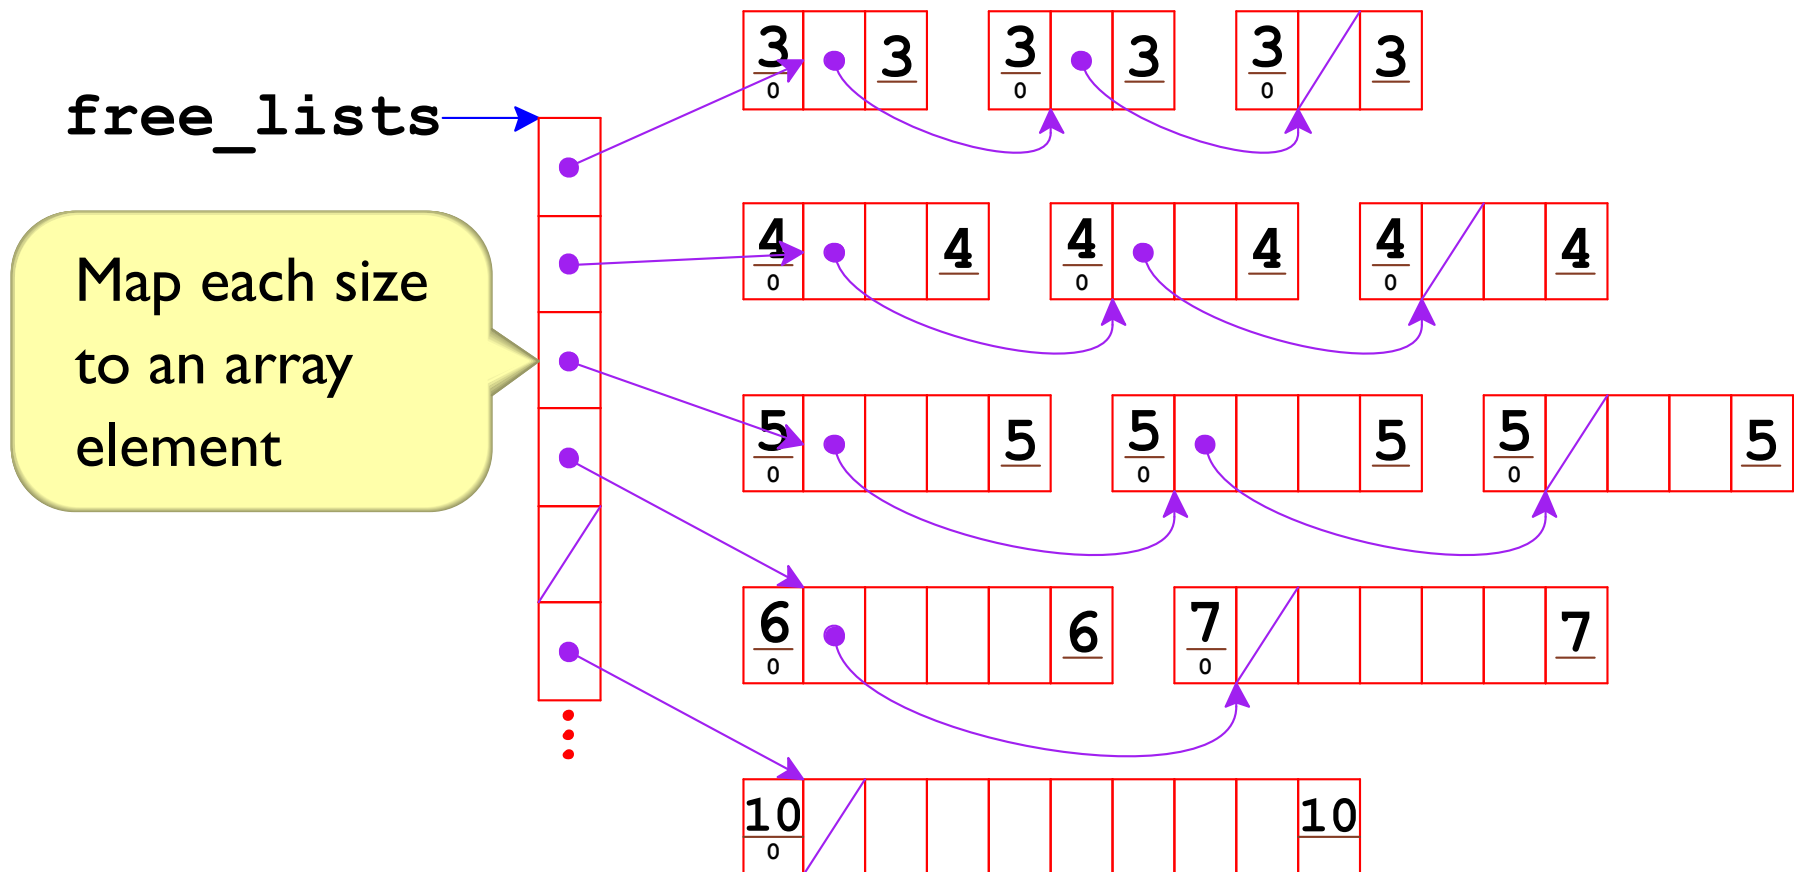 3 3 3 3 3 3
0 0 0
free_lists
4 4 4 4 4 4
0 0 0
Map each size
to an array
element
5 5 5 5 5 5
0 0 0
6 6 7 7
0 0
10 10
0